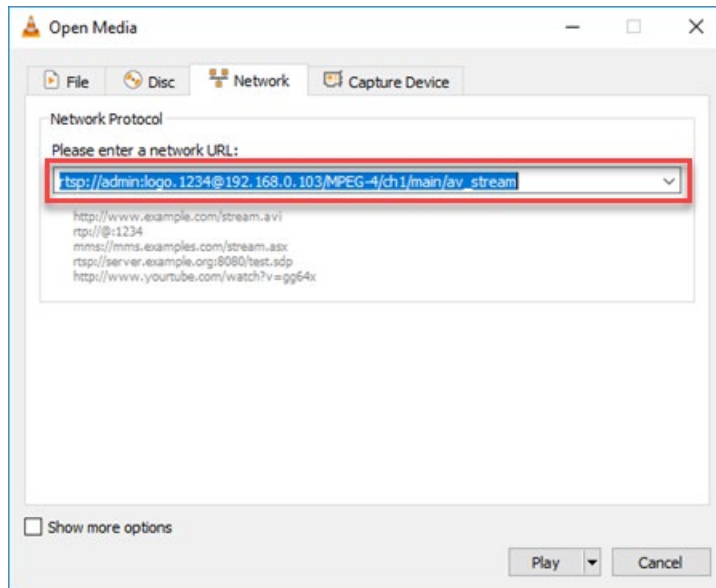 Open Media
File
Disc
Network
Capture Device
Network Protocol
Please enter a network URL:
rtsp://admin:logo.1234@192.168.0.103/MPEG-4/ch1/main/av_stream
http://www.example.com/stream.avi
rtp://@:1234
mms://mms.examples.com/stream.asx
rtsp://server.example.org:8080/test.sdp
http://www.yourtube.com/watch?v=gg64x
Show more options
Play
Cancel